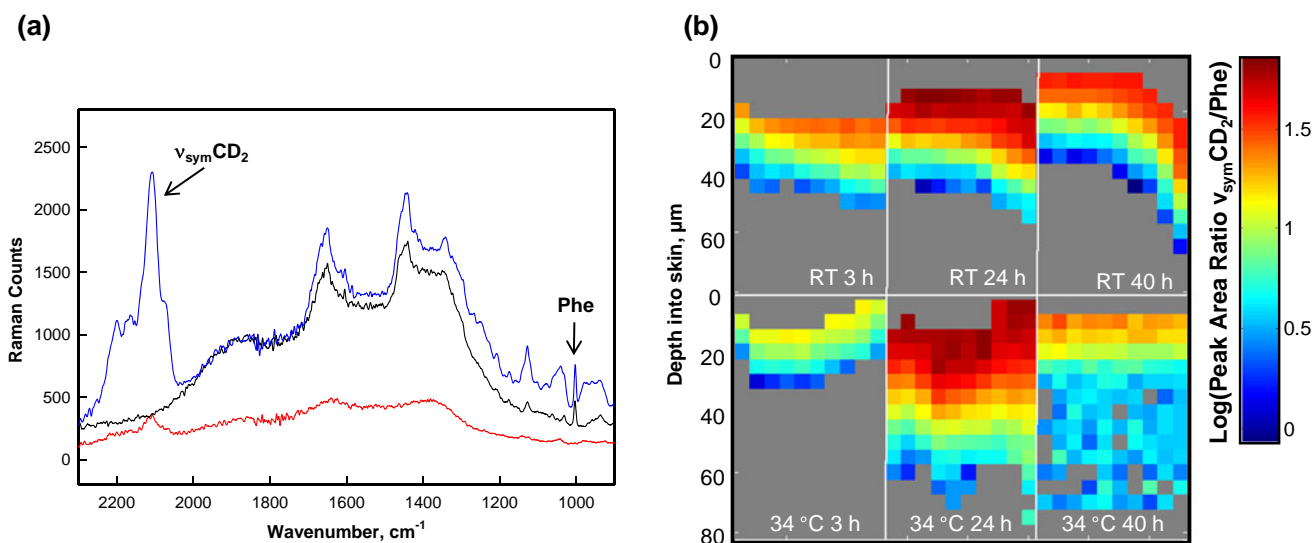 (a)
2500
2000
1500
1000
500
0
Raman Counts
νsymCD2
Phe
2200 2000 1800 1600 1400 1200 1000
Wavenumber, cm-1
(b)
0
20
40
60
0
20
40
60
80
Depth into skin, µm
RT 3 h
RT 24 h
RT 40 h
34 °C 3 h
34 °C 24 h
34 °C 40 h
1.5
1
0.5
0
Log(Peak Area Ratio νsymCD2/Phe)